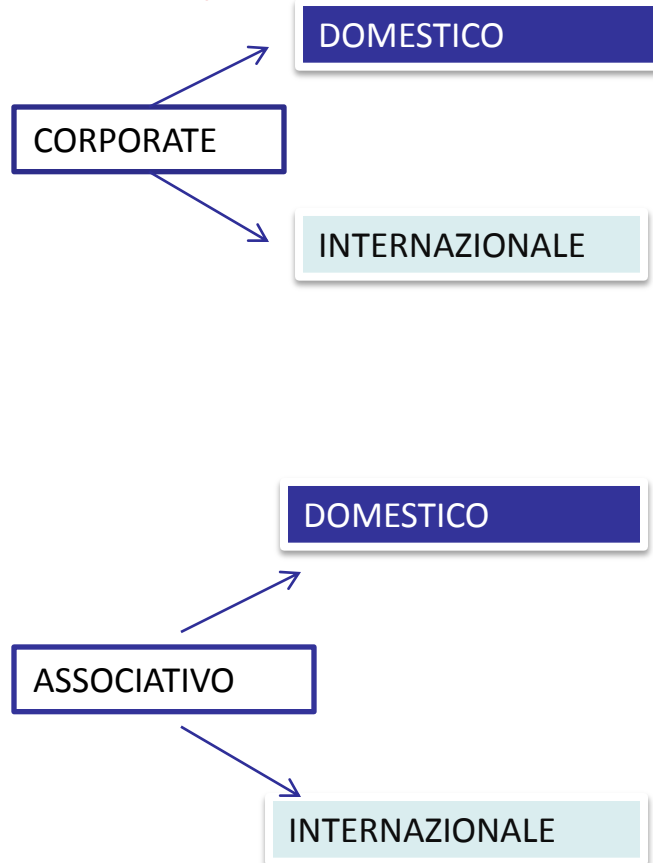 DOMESTICO
CORPORATE
INTERNAZIONALE
DOMESTICO
ASSOCIATIVO
INTERNAZIONALE